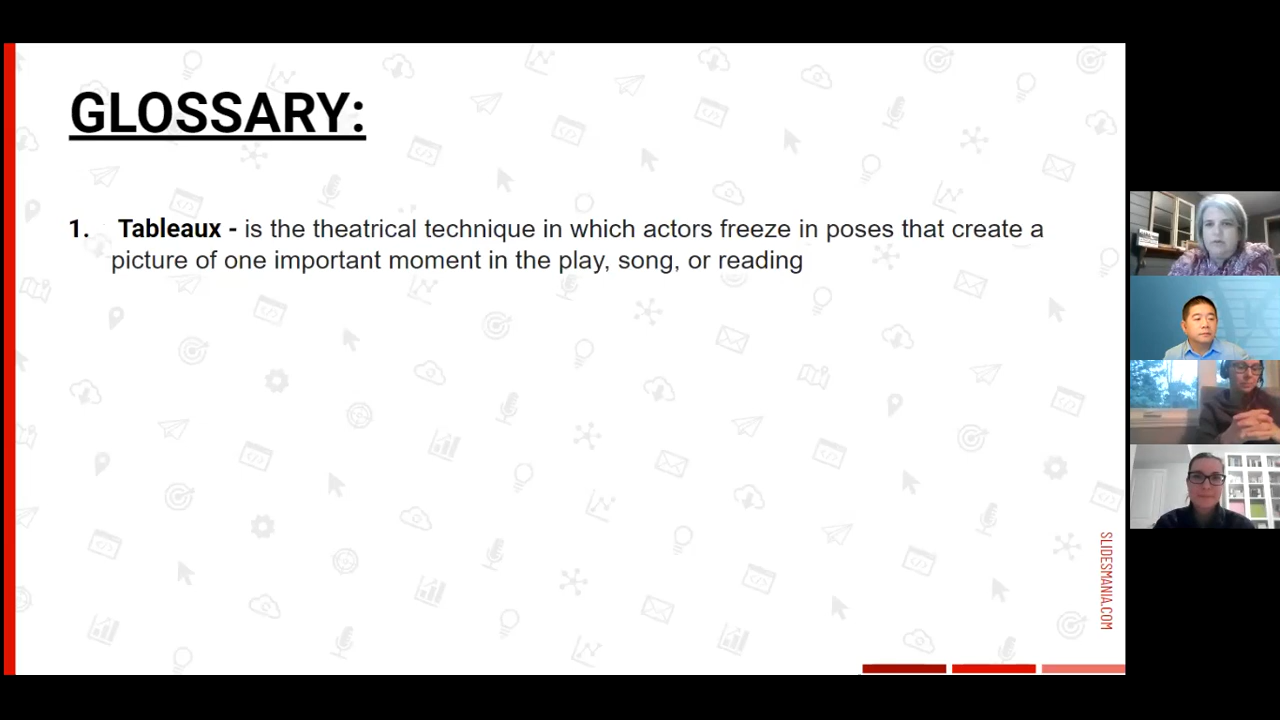 GLOSSARY:
1. Tableaux - is the theatrical technique in which actors freeze in poses that create a
picture of one important moment in the play, song, or reading
SLIDESMANIA.COM